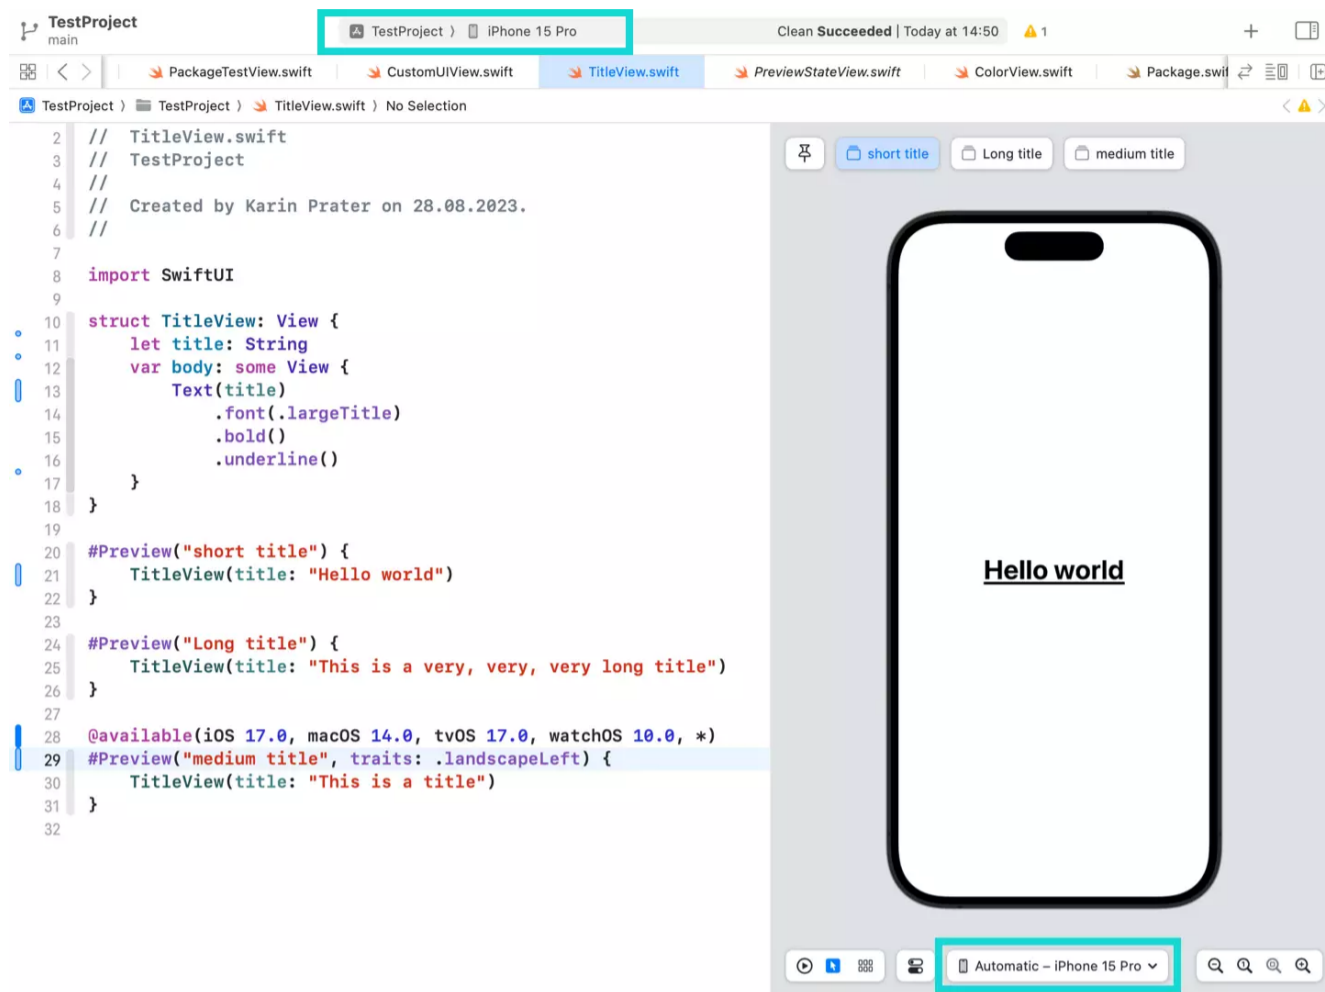 TestProject
main
TestProject 〉 iPhone 15 Pro
Clean Succeeded | Today at 14:50
1
PackageTestView.swift
CustomUIView.swift
TitleView.swift
PreviewStateView.swift
ColorView.swift
Package.swi
TestProject 〉 TestProject 〉 TitleView.swift 〉 No Selection
2 //  TitleView.swift
3 //  TestProject
4 //
5 //  Created by Karin Prater on 28.08.2023.
6 //
7
8 import SwiftUI
9
10 struct TitleView: View {
11     let title: String
12     var body: some View {
13         Text(title)
14             .font(.largeTitle)
15             .bold()
16             .underline()
17     }
18 }
19
20 #Preview("short title") {
21     TitleView(title: "Hello world")
22 }
23
24 #Preview("Long title") {
25     TitleView(title: "This is a very, very, very long title")
26 }
27
28 @available(iOS 17.0, macOS 14.0, tvOS 17.0, watchOS 10.0, *)
29 #Preview("medium title", traits: .landscapeLeft) {
30     TitleView(title: "This is a title")
31 }
32
short title
Long title
medium title
Hello world
Automatic – iPhone 15 Pro